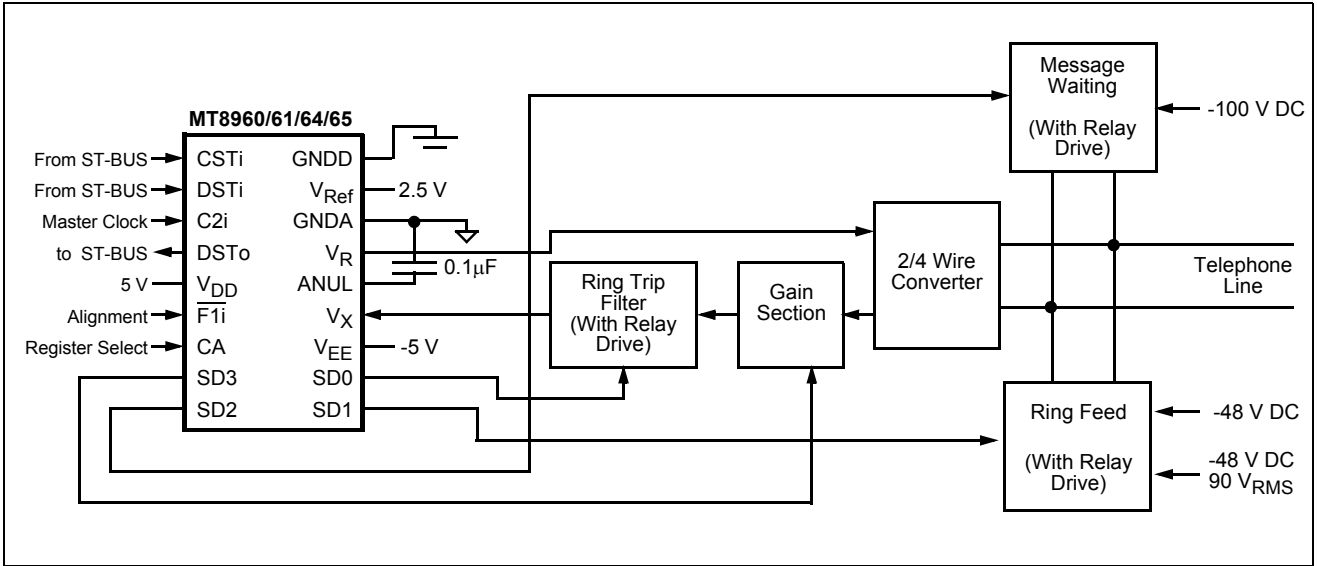 MT8960/61/64/65
From ST-BUS
From ST-BUS
Master Clock
to ST-BUS
5 V
Alignment
Register Select
CSTi
DSTi
C2i
DSTo
VDD
F1i
CA
SD3
SD2
GNDD
VRef
GNDA
VR
ANUL
VX
VEE
SD0
SD1
2.5 V
0.1μF
-5 V
Ring Trip
Filter
(With Relay
Drive)
Gain
Section
2/4 Wire
Converter
Message
Waiting
(With Relay
Drive)
-100 V DC
Telephone
Line
Ring Feed
(With Relay
Drive)
-48 V DC
-48 V DC
90 VRMS